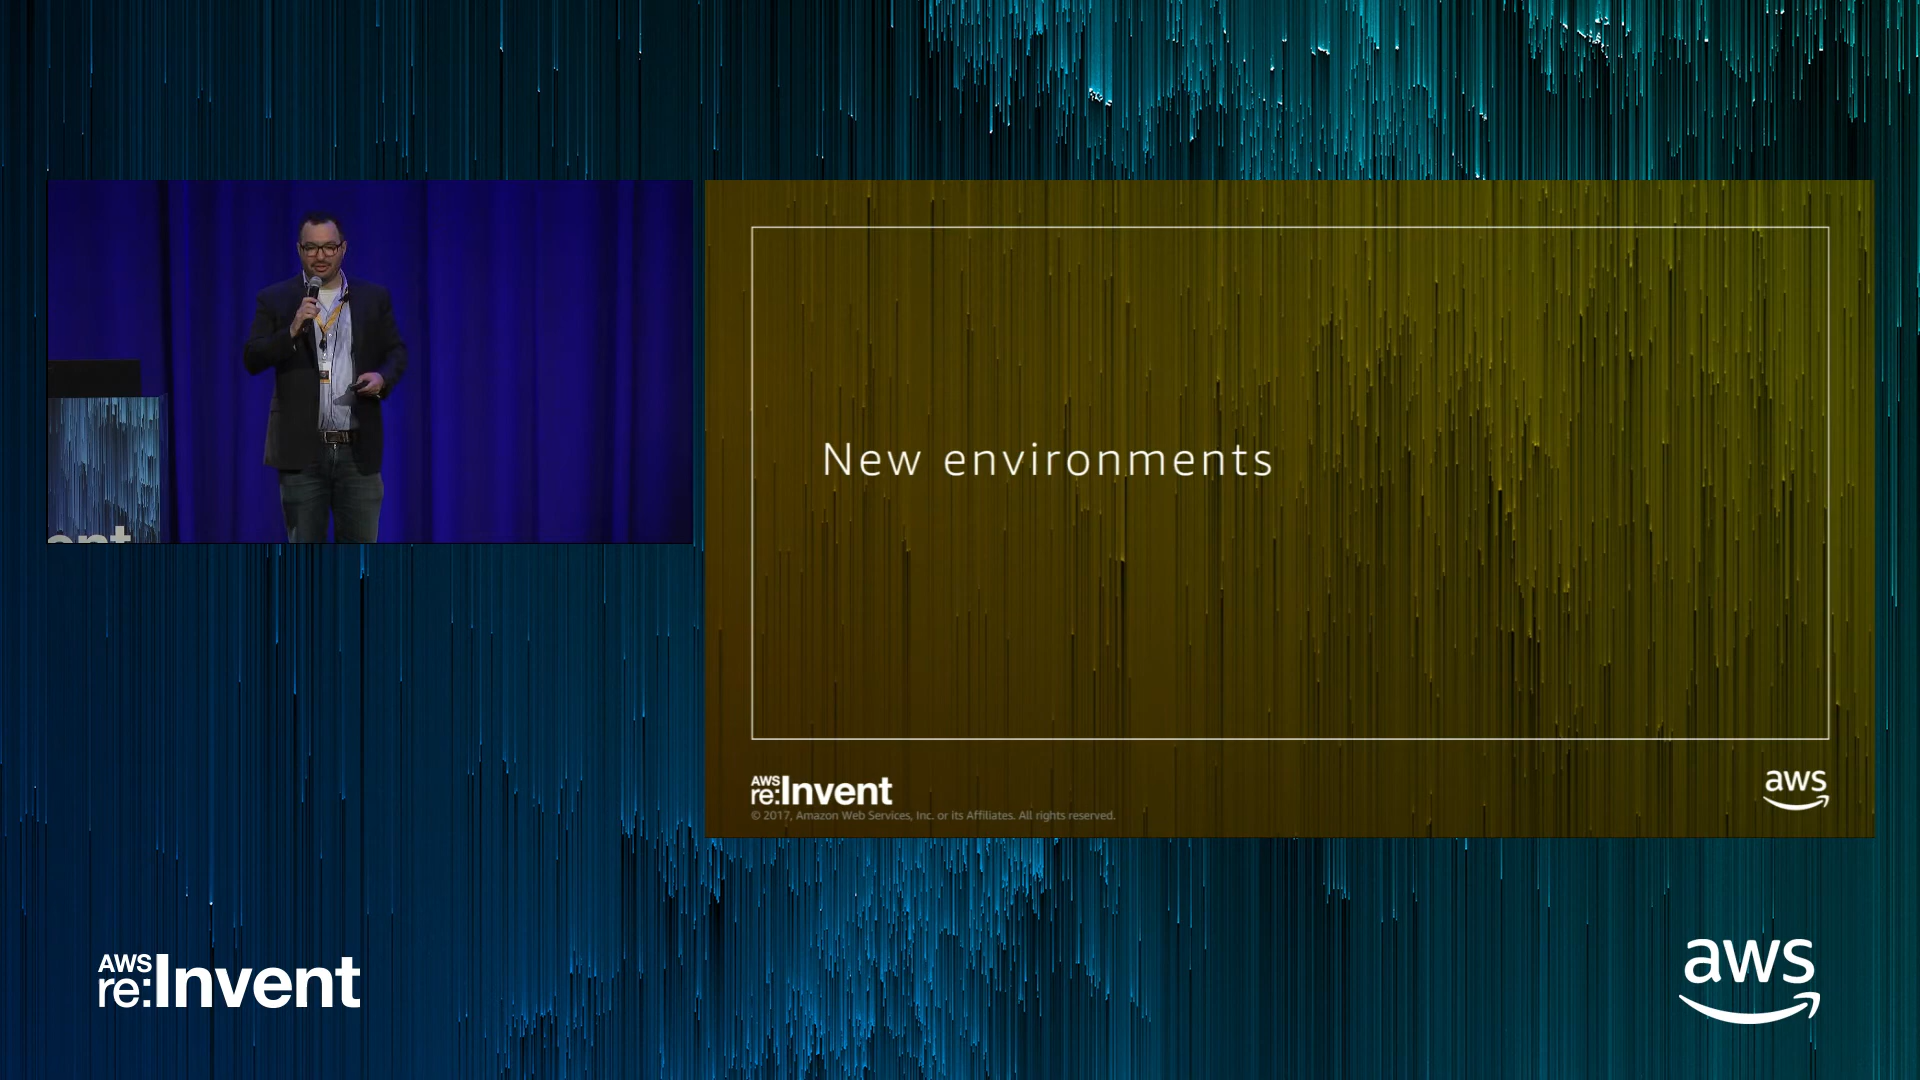 ent
New environments
AWS
re:Invent
© 2017, Amazon Web Services, Inc. or its Affiliates. All rights reserved.
aws
AWS
re:Invent
aws